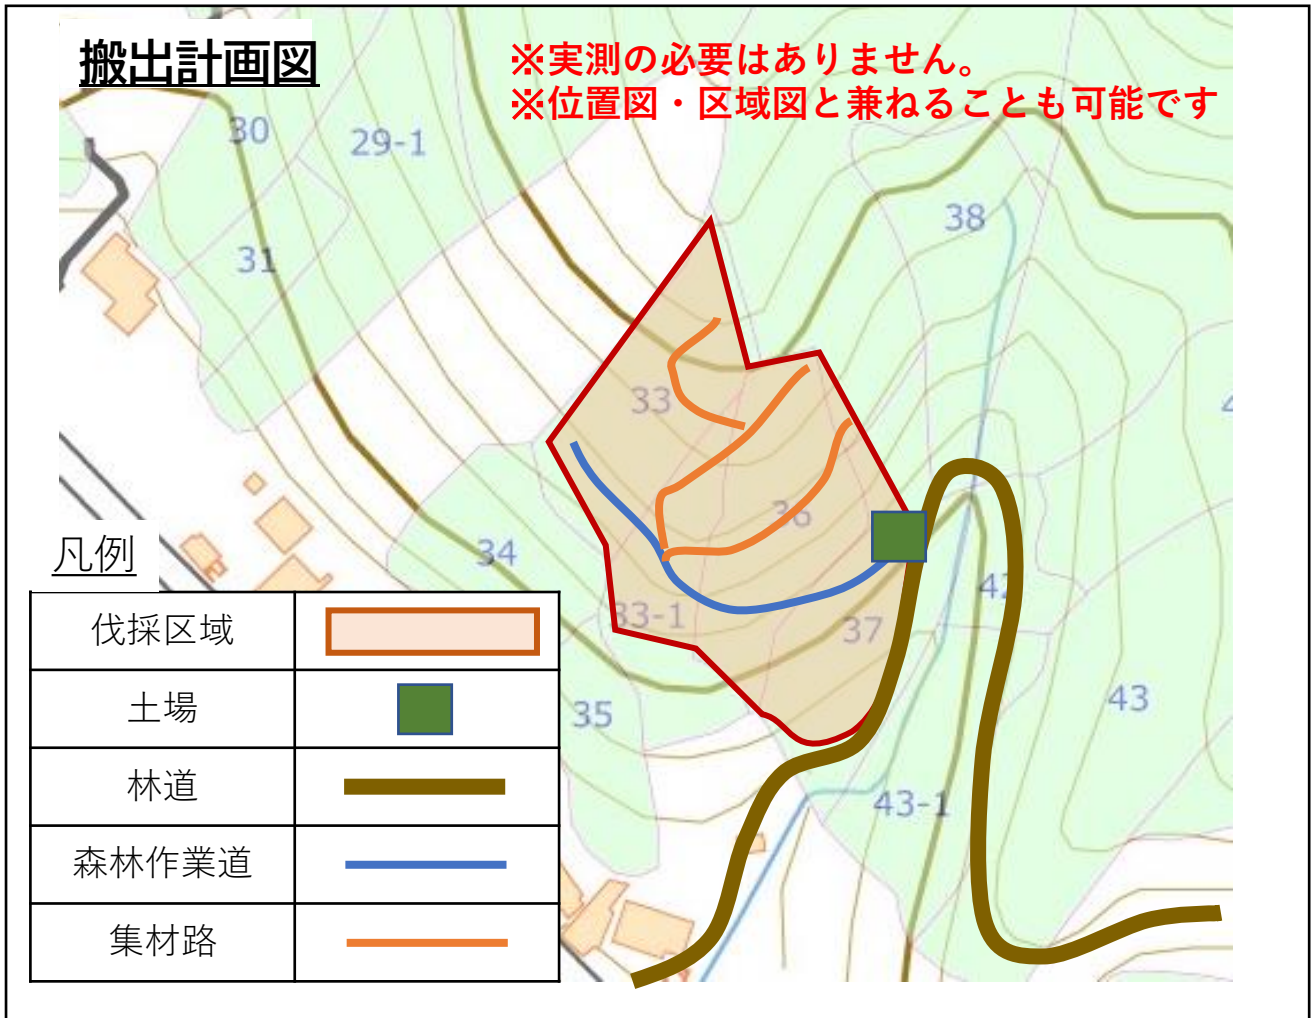 搬出計画図
※実測の必要はありません。
※位置図・区域図と兼ねることも可能です
30
29-1
38
31
33
36
34
42
33-1
37
35
43
43-1
凡例
伐採区域
土場
林道
森林作業道
集材路